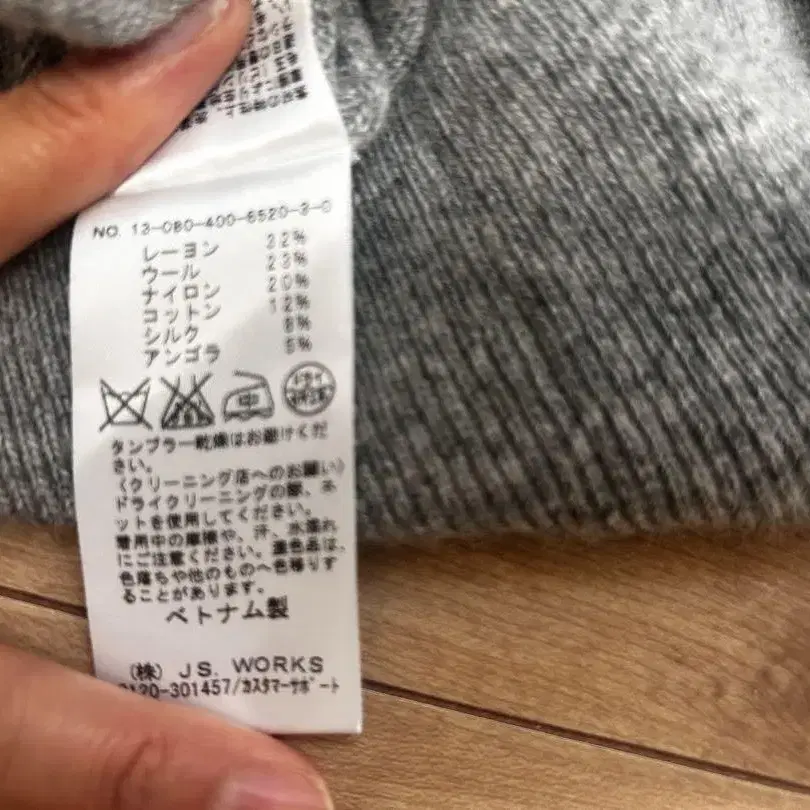 NO. 13-080-400-6520-3-0
レーヨン 32%
ウール 23%
ナイロン 20%
コットン 12%
シルク 8%
アンゴラ 5%
中
ドライ
タンブラー乾燥はお避けくだ
さい。
〈クリーニング店へのお願い〉
ドライクリーニングの際、ネ
ットを使用してください。
着用中の摩擦や、汗、水濡れ
にご注意ください。濃色品は、
色落ちや他のものへ色移りす
ることがあります。
ベトナム製
(株) J.S. WORKS
0120-301457/カスタマーサポート